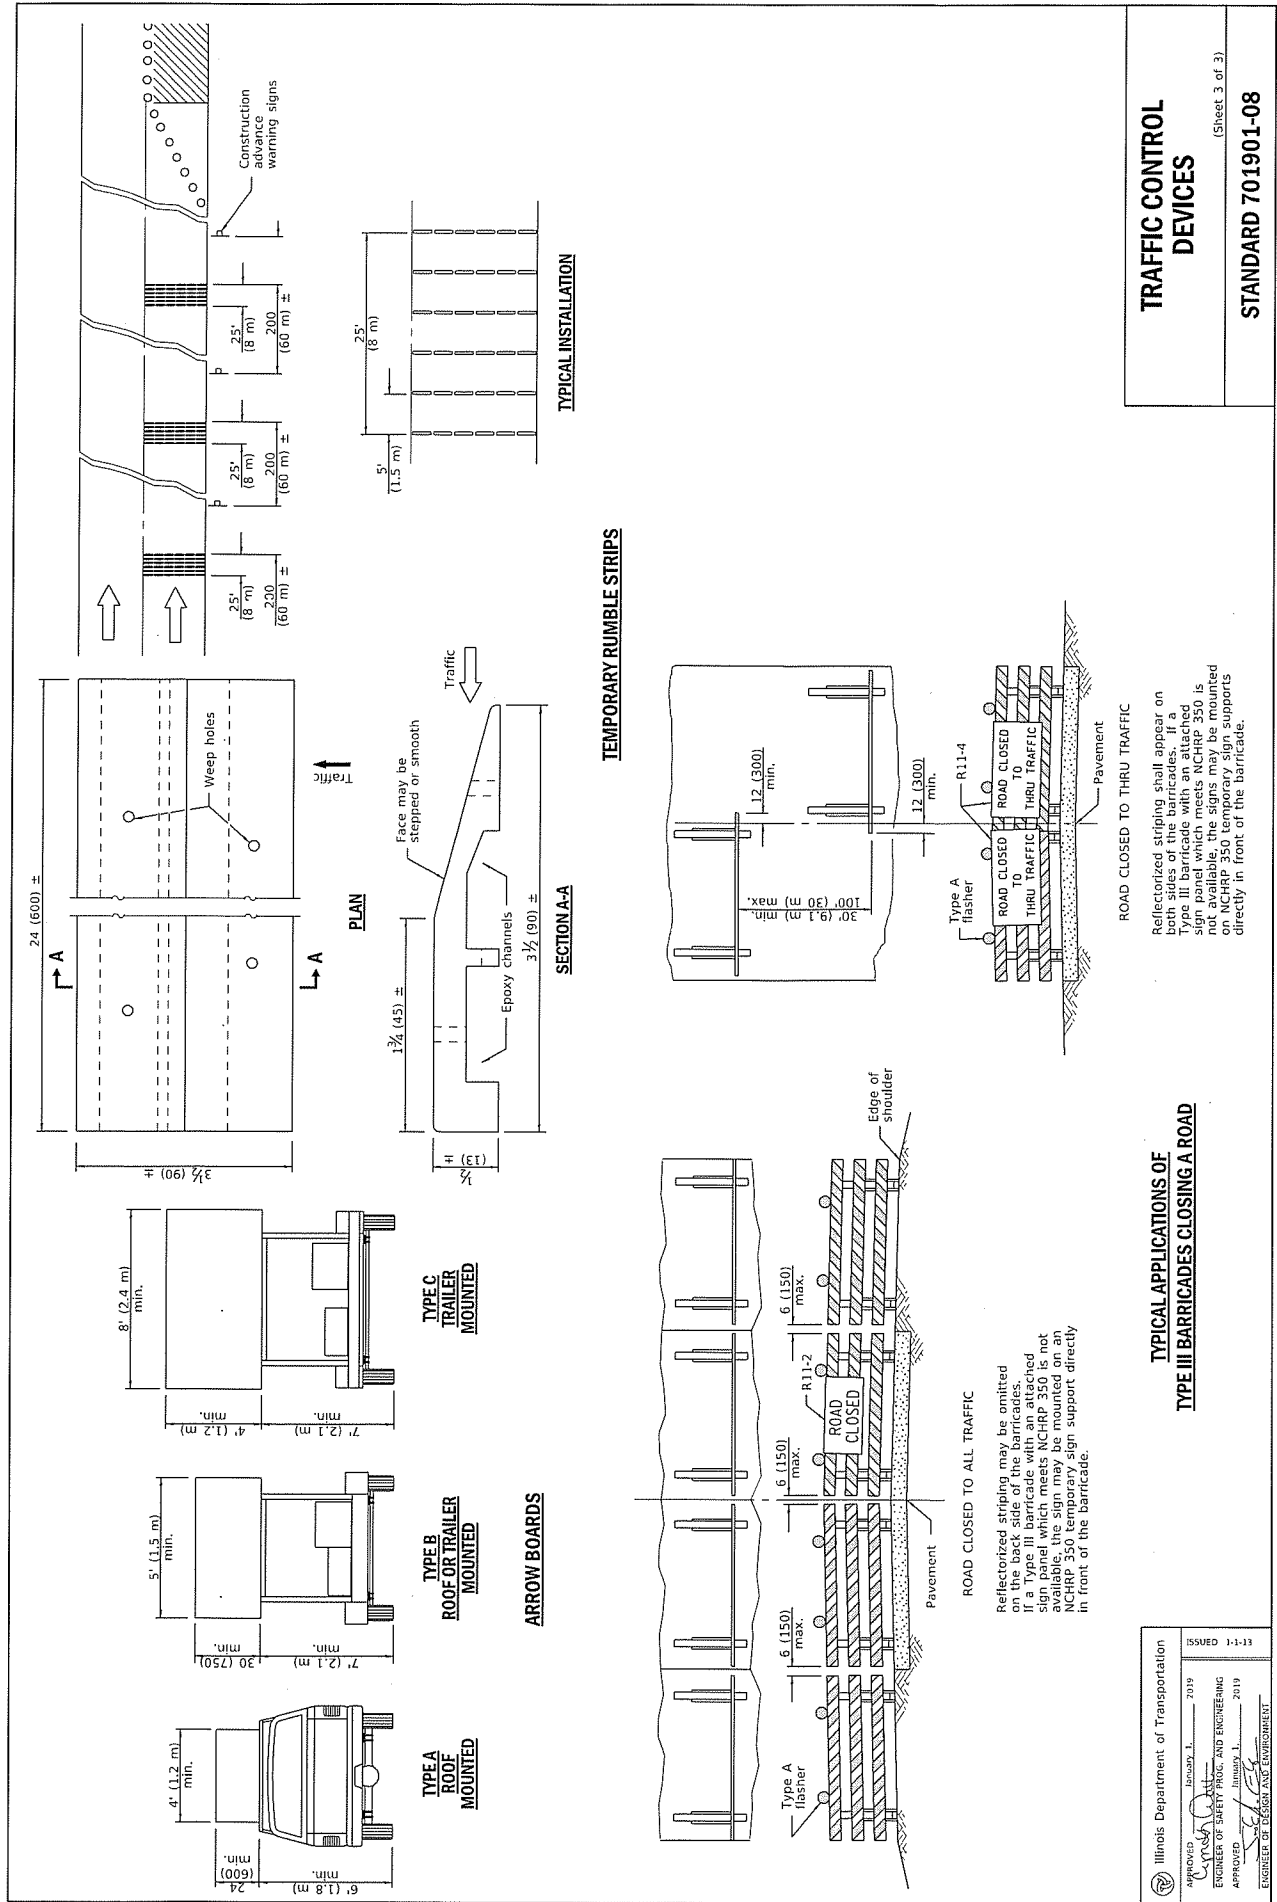 4' (1.2 m)
min.
24
(600)
min.
6' (1.8 m)
min.
TYPE A
ROOF
MOUNTED
5' (1.5 m)
min.
30 (750)
min.
7' (2.1 m)
min.
TYPE B
ROOF OR TRAILER
MOUNTED
8' (2.4 m)
min.
4' (1.2 m)
min.
7' (2.1 m)
min.
TYPE C
TRAILER
MOUNTED
ARROW BOARDS
24 (600) ±
A
A
3½ (90) ±
Weep holes
Traffic
PLAN
1¾ (45) ±
Face may be
stepped or smooth
Traffic
½
(13) ±
Epoxy channels
3½ (90) ±
SECTION A-A
25'
(8 m)
200
(60 m) ±
25'
(8 m)
200
(60 m) ±
25'
(8 m)
200
(60 m) ±
Construction
advance
warning signs
5'
(1.5 m)
25'
(8 m)
TYPICAL INSTALLATION
TEMPORARY RUMBLE STRIPS
Type A
flasher
6 (150)
max.
6 (150)
max.
6 (150)
max.
R11-2
ROAD
CLOSED
Edge of
shoulder
Pavement
ROAD CLOSED TO ALL TRAFFIC
Reflectorized striping may be omitted
on the back side of the barricades.
If a Type III barricade with an attached
sign panel which meets NCHRP 350 is not
available, the sign may be mounted on an
NCHRP 350 temporary sign support directly
in front of the barricade.
12 (300)
min.
12 (300)
min.
30' (9.1 m) min.
100' (30 m) max.
Type A
flasher
R11-4
ROAD CLOSED
TO
THRU TRAFFIC
ROAD CLOSED
TO
THRU TRAFFIC
Pavement
ROAD CLOSED TO THRU TRAFFIC
Reflectorized striping shall appear on
both sides of the barricades. If a
Type III barricade with an attached
sign panel which meets NCHRP 350 is
not available, the signs may be mounted
on NCHRP 350 temporary sign supports
directly in front of the barricade.
TYPICAL APPLICATIONS OF
TYPE III BARRICADES CLOSING A ROAD
Illinois Department of Transportation
APPROVED January 1, 2019
ENGINEER OF SAFETY PROG. AND ENGINEERING
APPROVED January 1, 2019
ENGINEER OF DESIGN AND ENVIRONMENT
ISSUED 1-1-13
TRAFFIC CONTROL
DEVICES
(Sheet 3 of 3)
STANDARD 701901-08